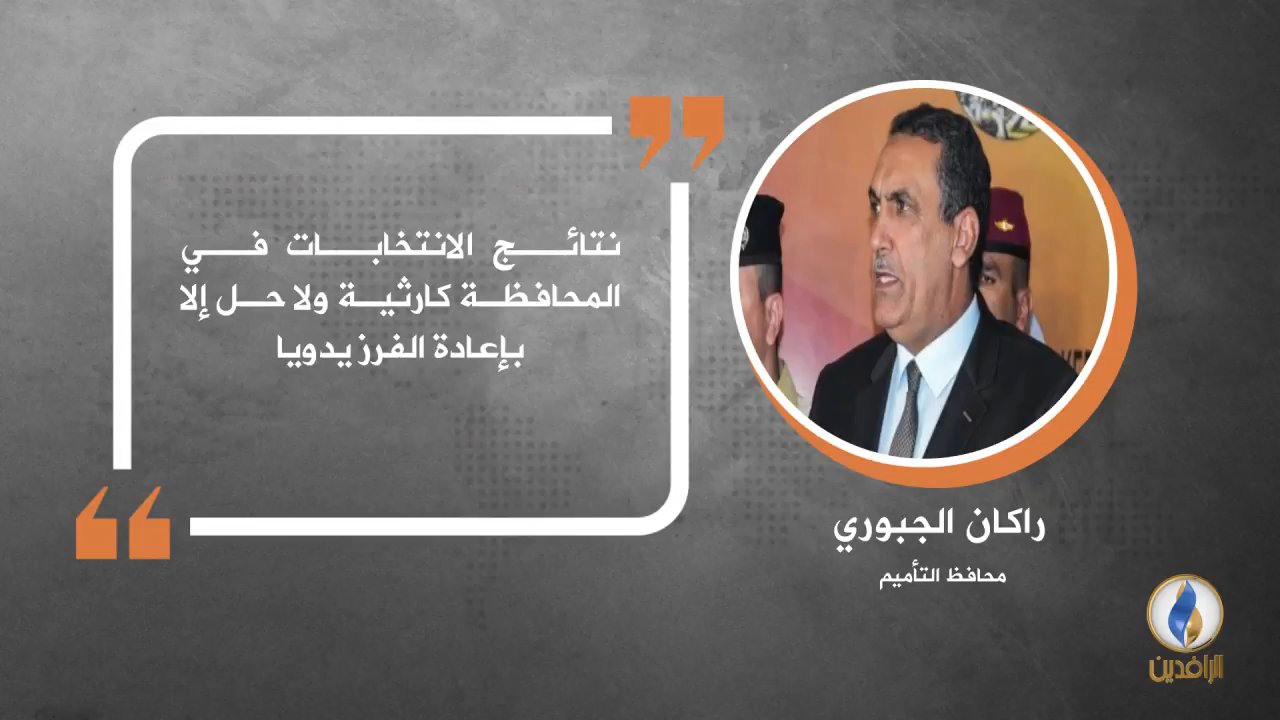 نتائج الانتخابات في
المحافظة كارثية ولا حل إلا
بإعادة الفرز يدويا
راكان الجبوري
محافظ التأميم
الرافدين